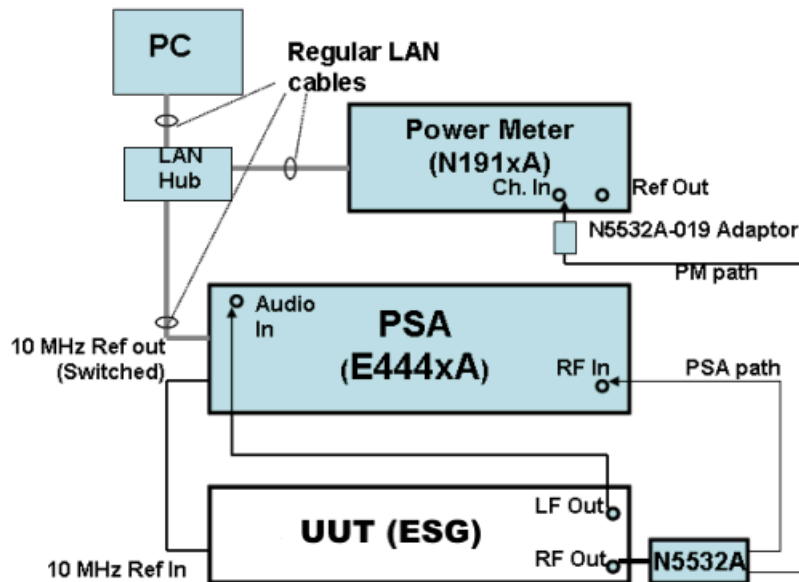 PC
Regular LAN
cables
LAN
Hub
Power Meter
(N191xA)
Ch. In
Ref Out
N5532A-019 Adaptor
PM path
Audio
In
PSA
(E444xA)
10 MHz Ref out
(Switched)
RF In
PSA path
LF Out
UUT (ESG)
RF Out
N5532A
10 MHz Ref In